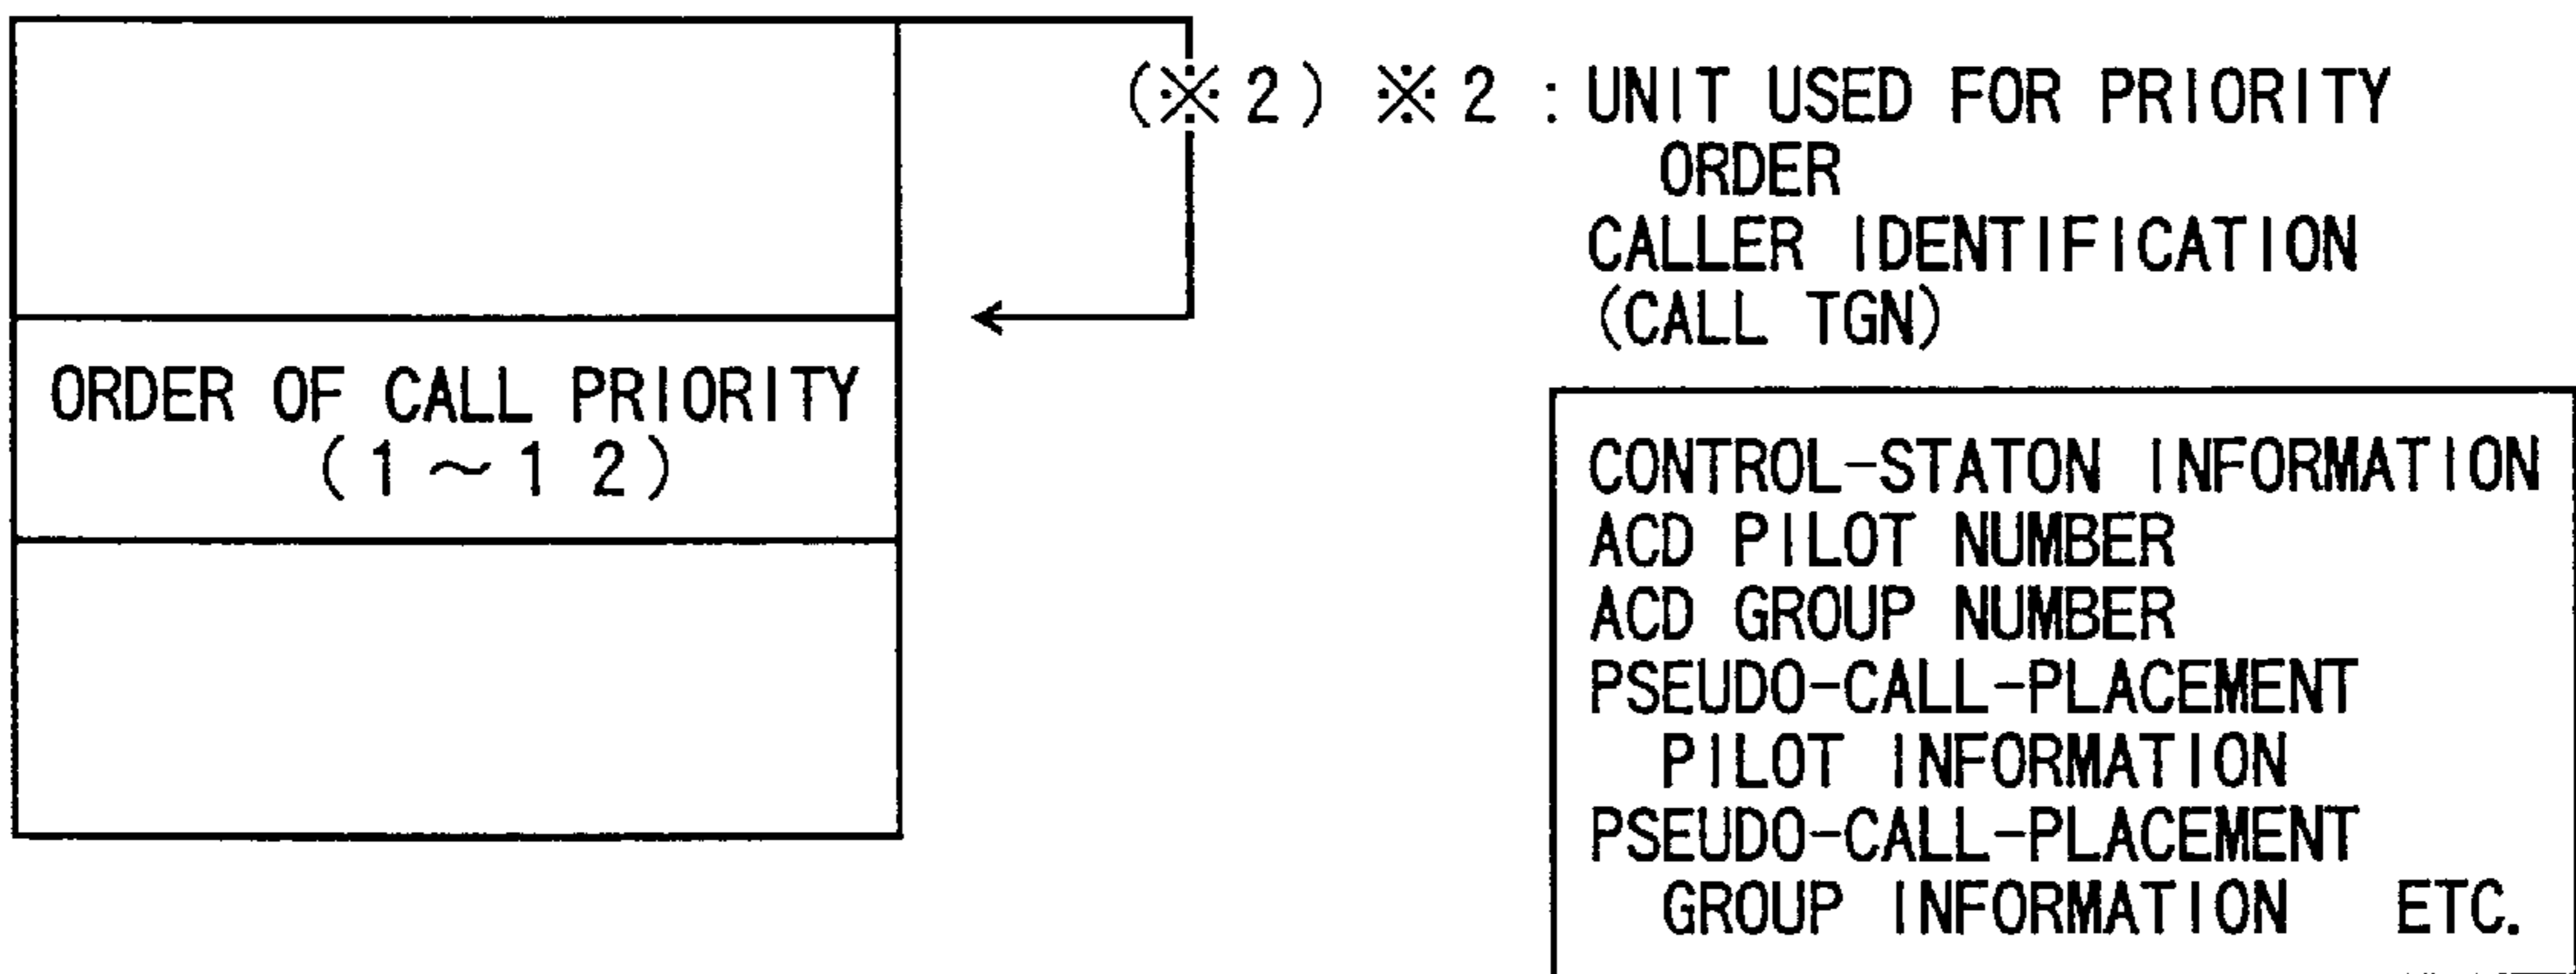 (※2) ※2 : UNIT USED FOR PRIORITY
ORDER
CALLER IDENTIFICATION
(CALL TGN)
ORDER OF CALL PRIORITY
(1~12)
CONTROL-STATON INFORMATION
ACD PILOT NUMBER
ACD GROUP NUMBER
PSEUDO-CALL-PLACEMENT
PILOT INFORMATION
PSEUDO-CALL-PLACEMENT
GROUP INFORMATION ETC.